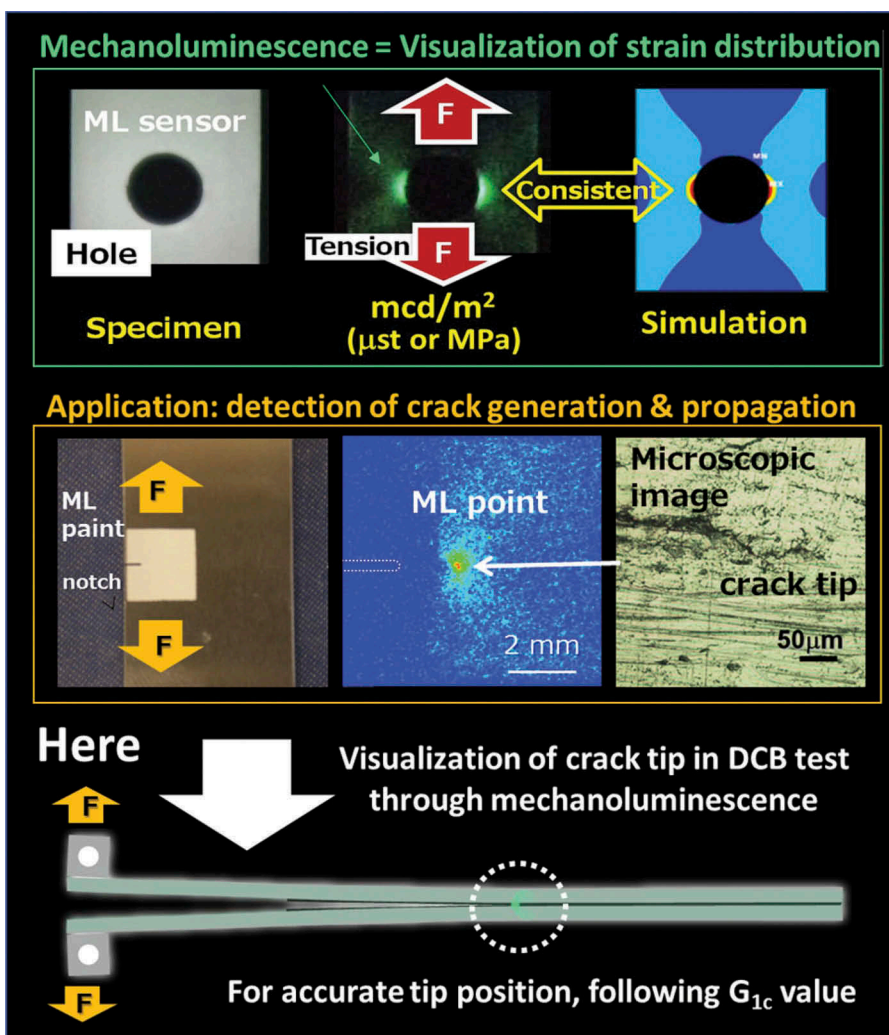 Mechanoluminescence = Visualization of strain distribution
ML sensor
Hole
Specimen
F
Tension
F
mcd/m²
(μst or MPa)
Consistent
MN
MX
Simulation
Application: detection of crack generation & propagation
F
ML
paint
notch
F
ML point
2 mm
Microscopic
image
crack tip
50μm
Here
Visualization of crack tip in DCB test
through mechanoluminescence
F
F
For accurate tip position, following G₁c value